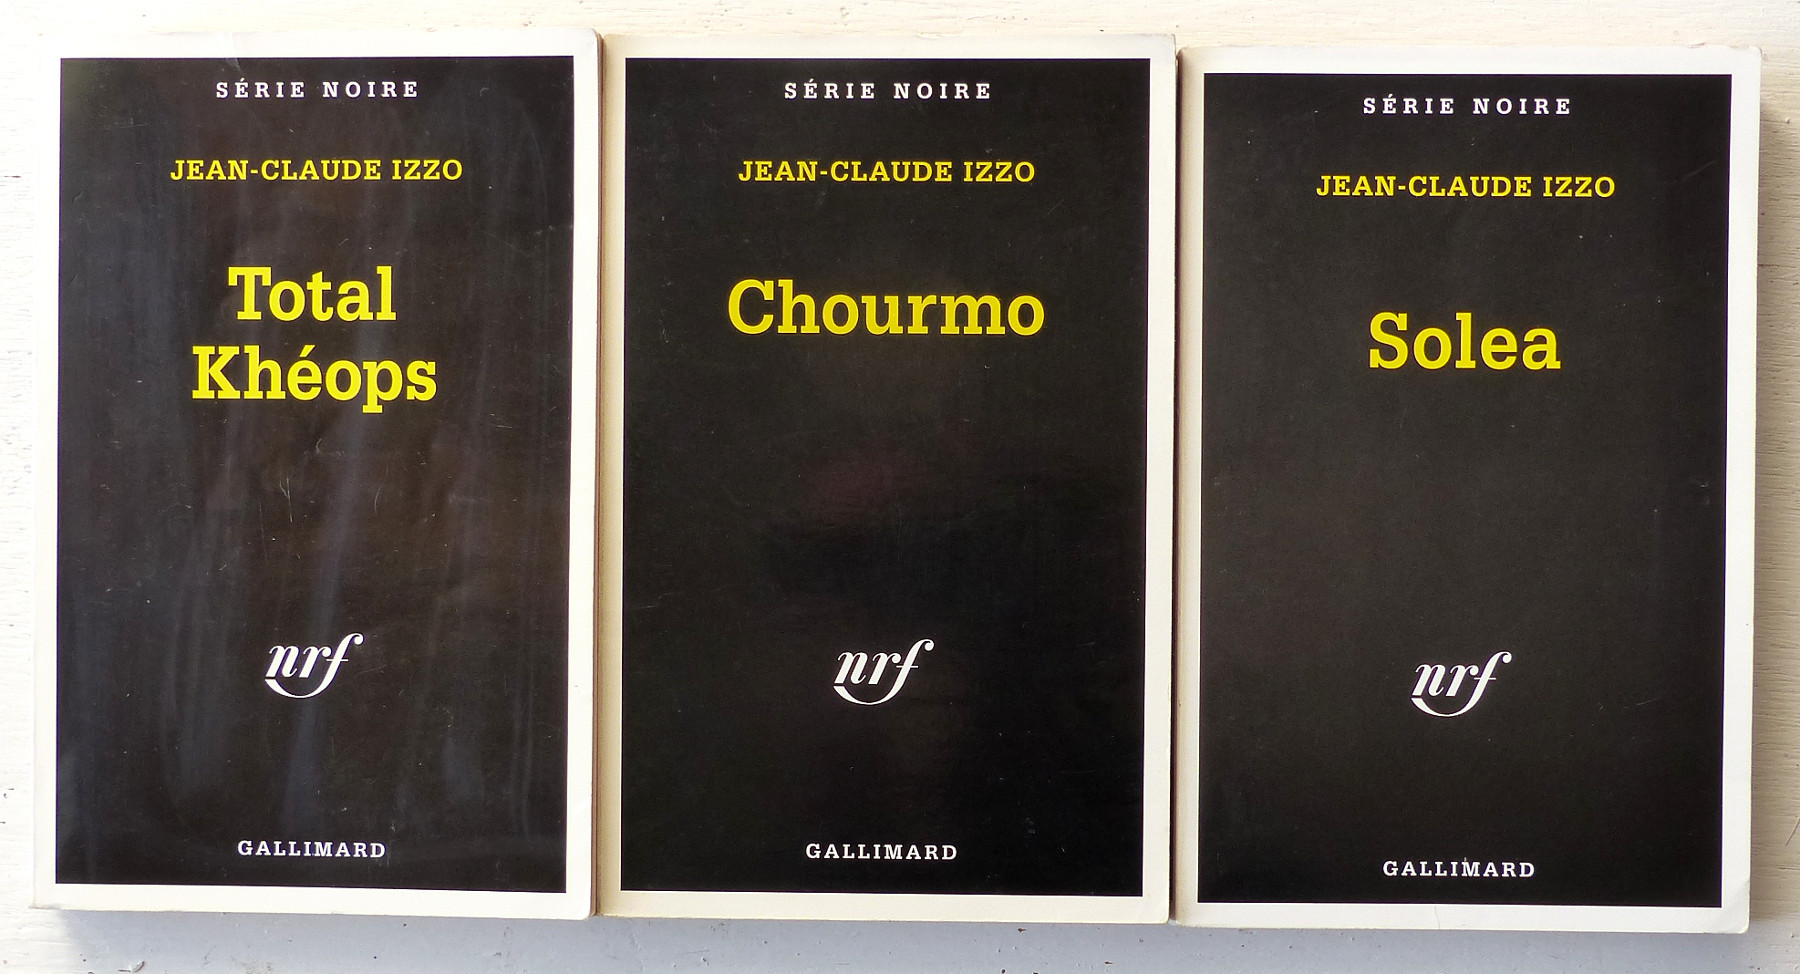 SÉRIE NOIRE
JEAN-CLAUDE IZZO
Total
Khéops
nrf
GALLIMARD
SÉRIE NOIRE
JEAN-CLAUDE IZZO
Chourmo
nrf
GALLIMARD
SÉRIE NOIRE
JEAN-CLAUDE IZZO
Solea
nrf
GALLIMARD